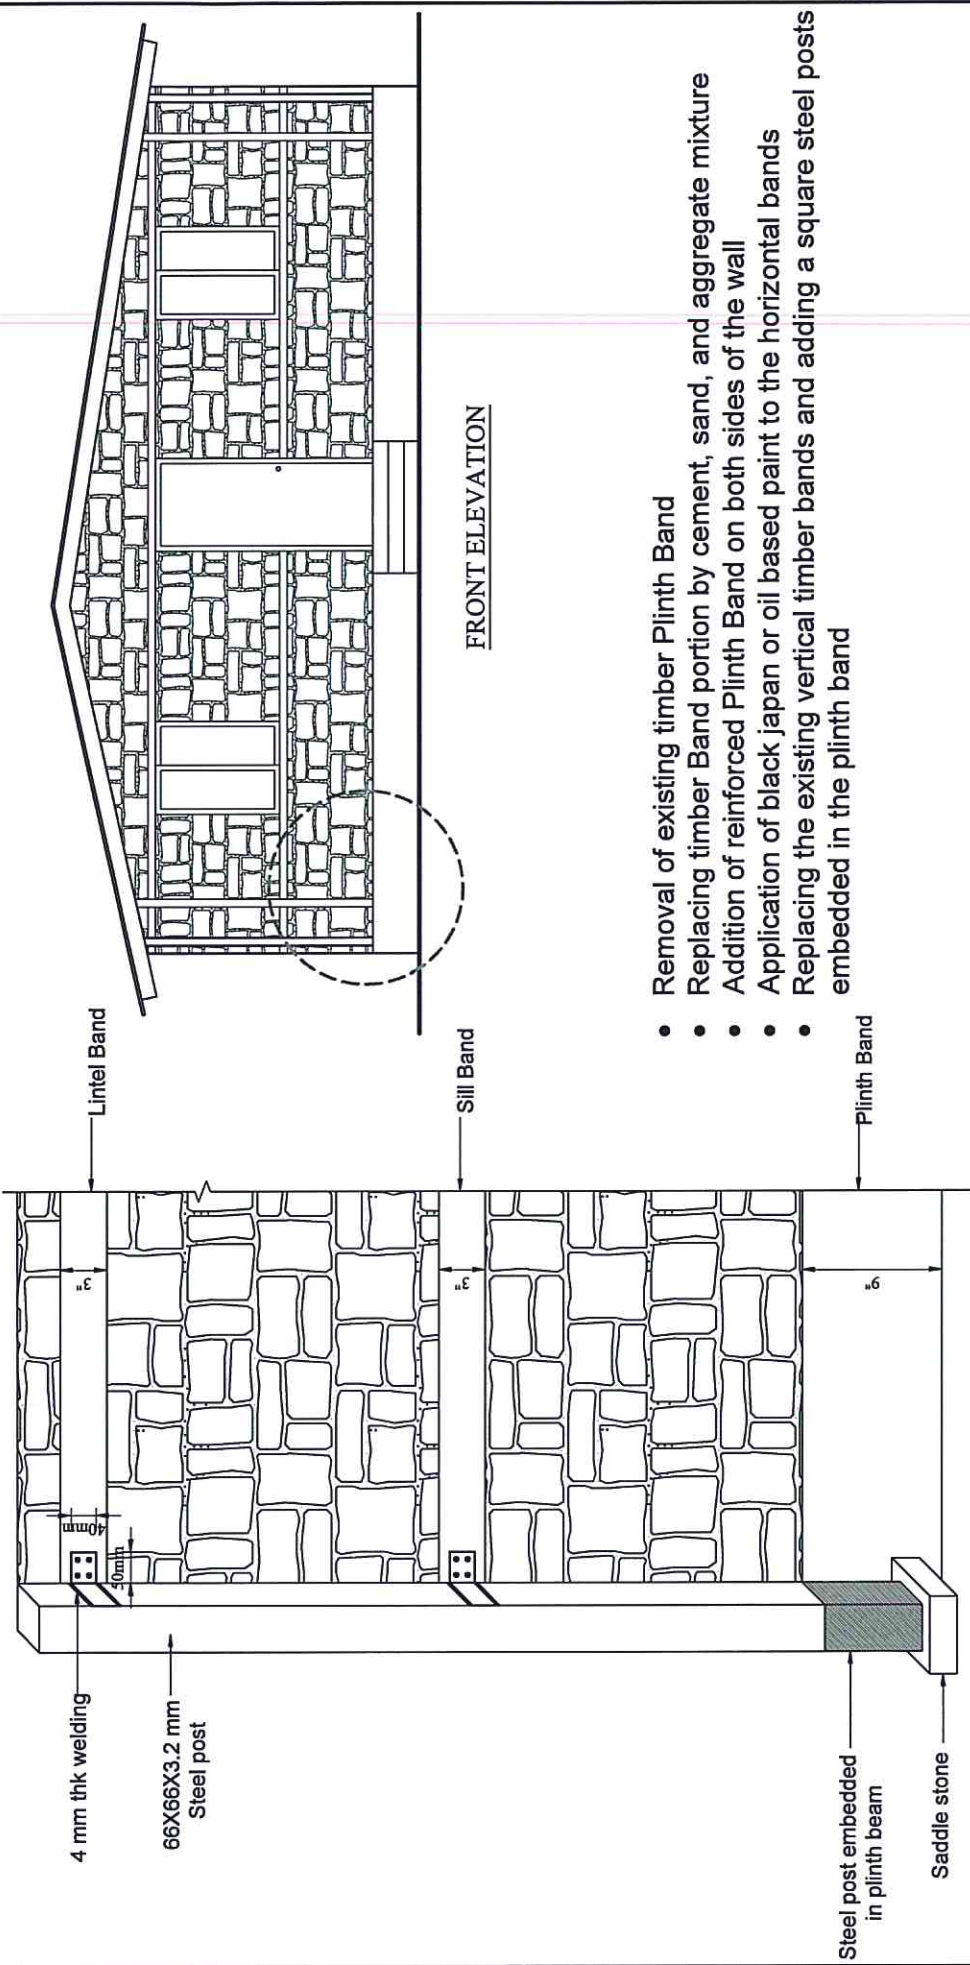 4 mm thk welding
66X66X3.2 mm
Steel post
Steel post embedded
in plinth beam
Saddle stone
40mm
50mm
3"
3"
9"
Lintel Band
Sill Band
Plinth Band
FRONT ELEVATION
• Removal of existing timber Plinth Band
• Replacing timber Band portion by cement, sand, and aggregate mixture
• Addition of reinforced Plinth Band on both sides of the wall
• Application of black japan or oil based paint to the horizontal bands
• Replacing the existing vertical timber bands and adding a square steel posts
embedded in the plinth band